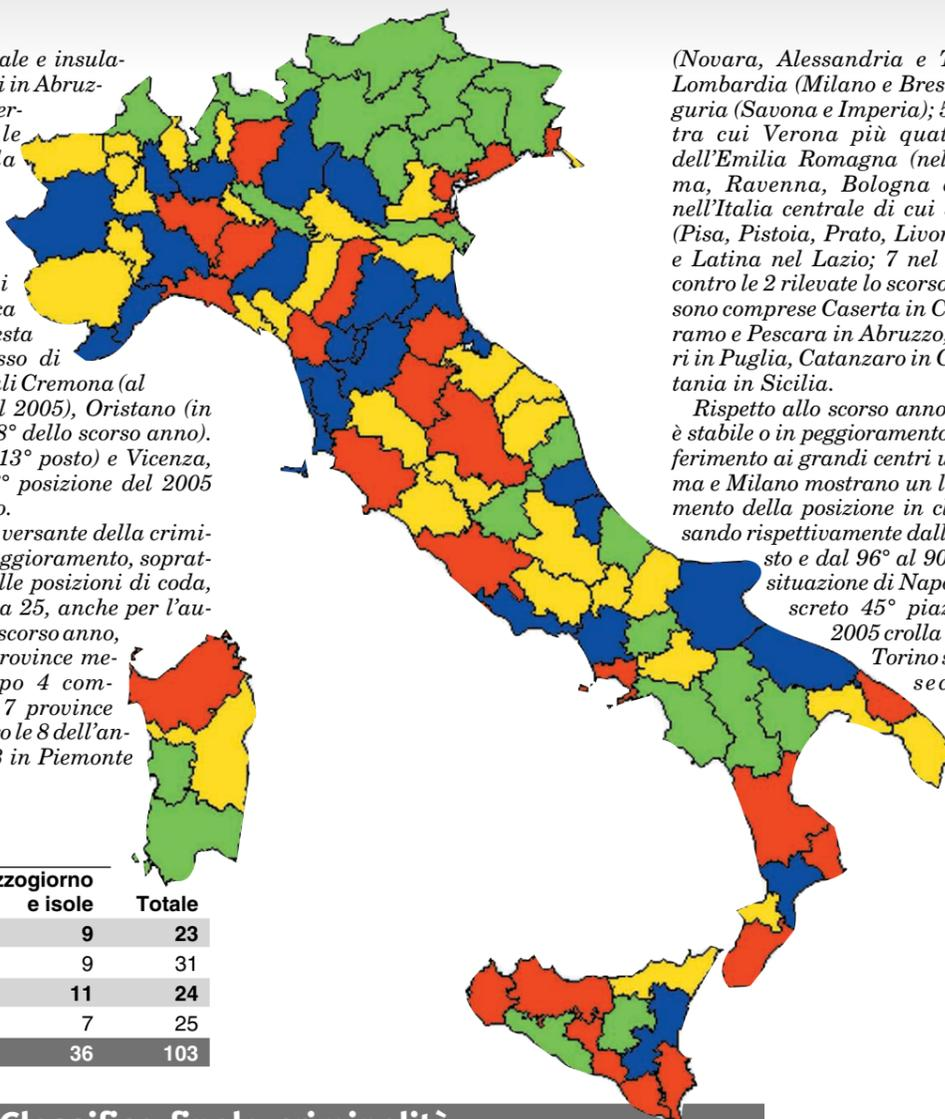 ale e insula-
i in Abruz-
er-
le
la
i
ca
esta
sso di
li Cremona (al
l 2005), Oristano (in
8° dello scorso anno).
13° posto) e Vicenza,
° posizione del 2005
o.
versante della crimi-
ggioramento, soprat-
lle posizioni di coda,
a 25, anche per l'au-
scorso anno,
rovince me-
po 4 com-
7 province
o le 8 dell'an-
3 in Piemonte
(Novara, Alessandria e T
Lombardia (Milano e Bres
guria (Savona e Imperia); 5
tra cui Verona più quat
dell'Emilia Romagna (nel
ma, Ravenna, Bologna e
nell'Italia centrale di cui
(Pisa, Pistoia, Prato, Livor
e Latina nel Lazio; 7 nel
contro le 2 rilevate lo scorso
sono comprese Caserta in C
ramo e Pescara in Abruzzo,
ri in Puglia, Catanzaro in C
tania in Sicilia.
Rispetto allo scorso anno
è stabile o in peggioramento
ferimento ai grandi centri u
ma e Milano mostrano un l
mento della posizione in cl
sando rispettivamente dall
sto e dal 96° al 90
situazione di Napo
screto 45° piaz
2005 crolla
Torino s
sec
zzogiorno
e isole Totale
9 23
9 31
11 24
7 25
36 103